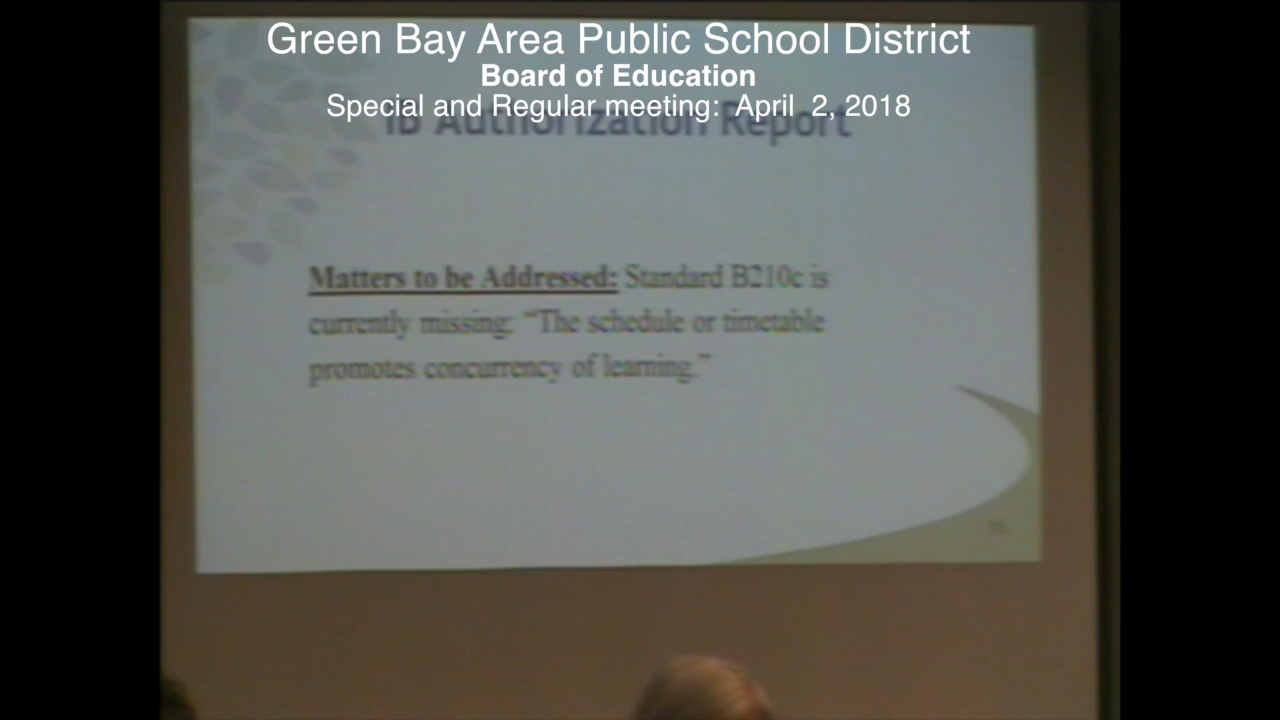 Green Bay Area Public School District
Board of Education
Special and Regular meeting:  April  2, 2018
IB Authorization Report
Matters to be Addressed: Standard B210c is
currently missing: “The schedule or timetable
promotes concurrency of learning.”